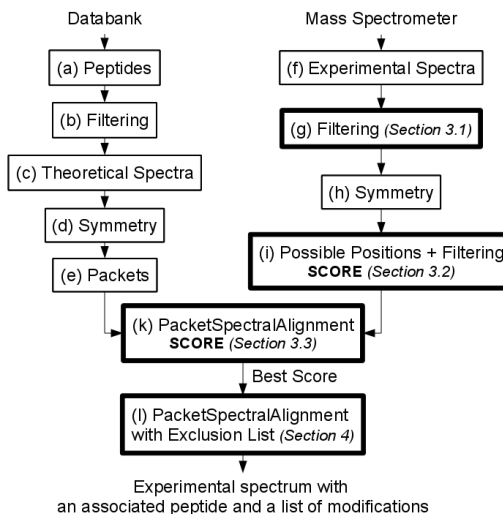 Databank
(a) Peptides
(b) Filtering
(c) Theoretical Spectra
(d) Symmetry
(e) Packets
Mass Spectrometer
(f) Experimental Spectra
(g) Filtering (Section 3.1)
(h) Symmetry
(i) Possible Positions + Filtering
SCORE (Section 3.2)
(k) PacketSpectralAlignment
SCORE (Section 3.3)
Best Score
(l) PacketSpectralAlignment
with Exclusion List (Section 4)
Experimental spectrum with
an associated peptide and a list of modifications